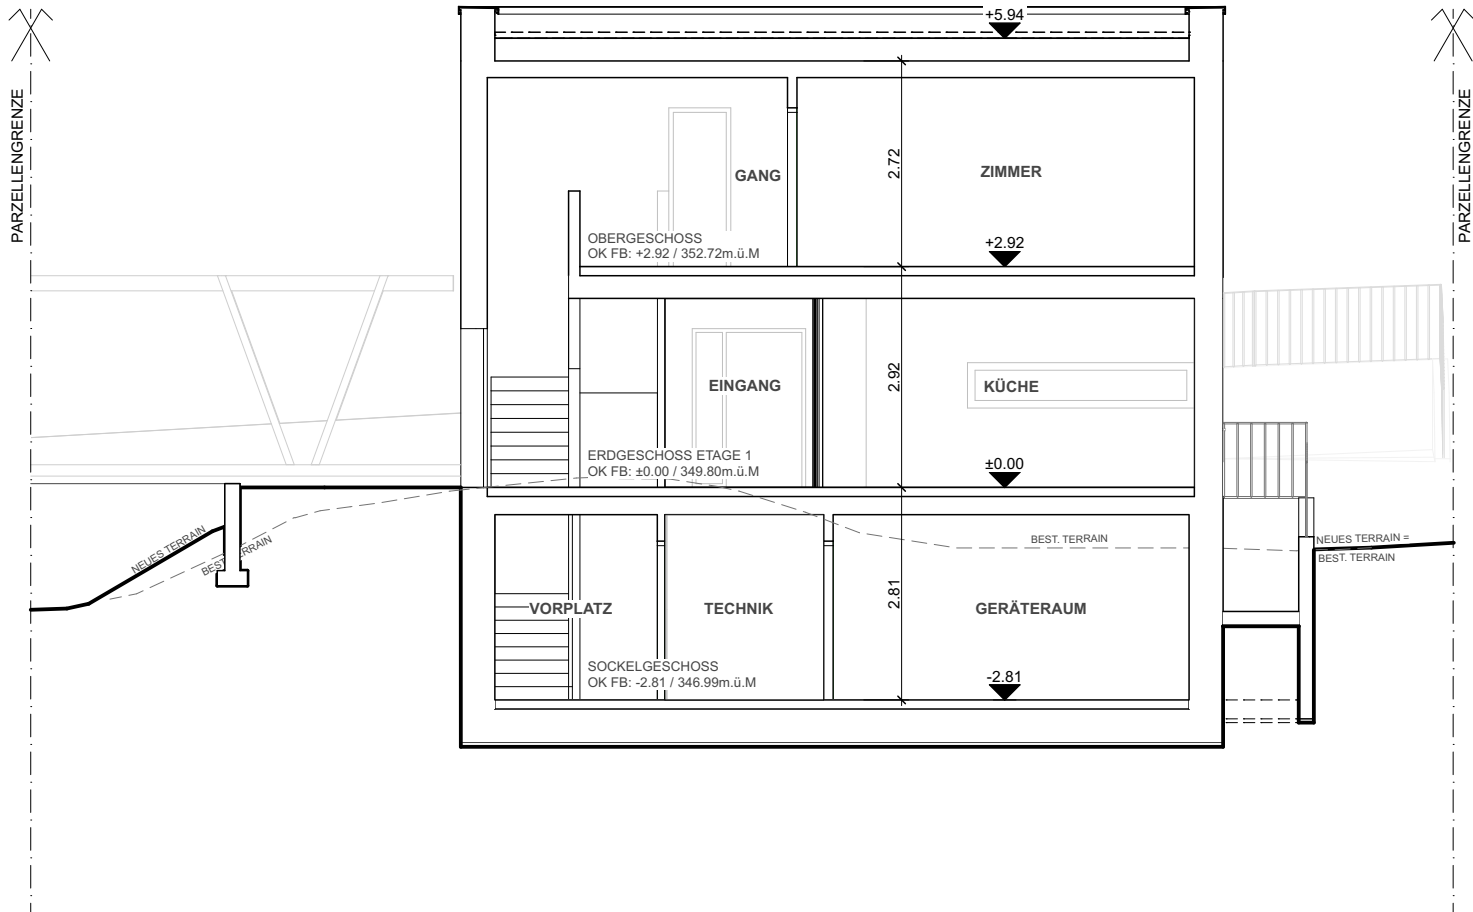 +5.94
PARZELLENGRENZE
PARZELLENGRENZE
2.72
GANG
ZIMMER
OBERGESCHOSS
OK FB: +2.92 / 352.72m.ü.M
+2.92
2.92
EINGANG
KÜCHE
ERDGESCHOSS ETAGE 1
OK FB: ±0.00 / 349.80m.ü.M
±0.00
NEUES TERRAIN
BEST. TERRAIN
BEST. TERRAIN
NEUES TERRAIN =
BEST. TERRAIN
2.81
VORPLATZ
TECHNIK
GERÄTERAUM
SOCKELGESCHOSS
OK FB: -2.81 / 346.99m.ü.M
-2.81